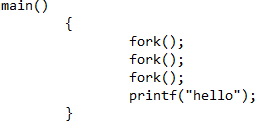 main()
{
fork();
fork();
fork();
printf("hello");
}